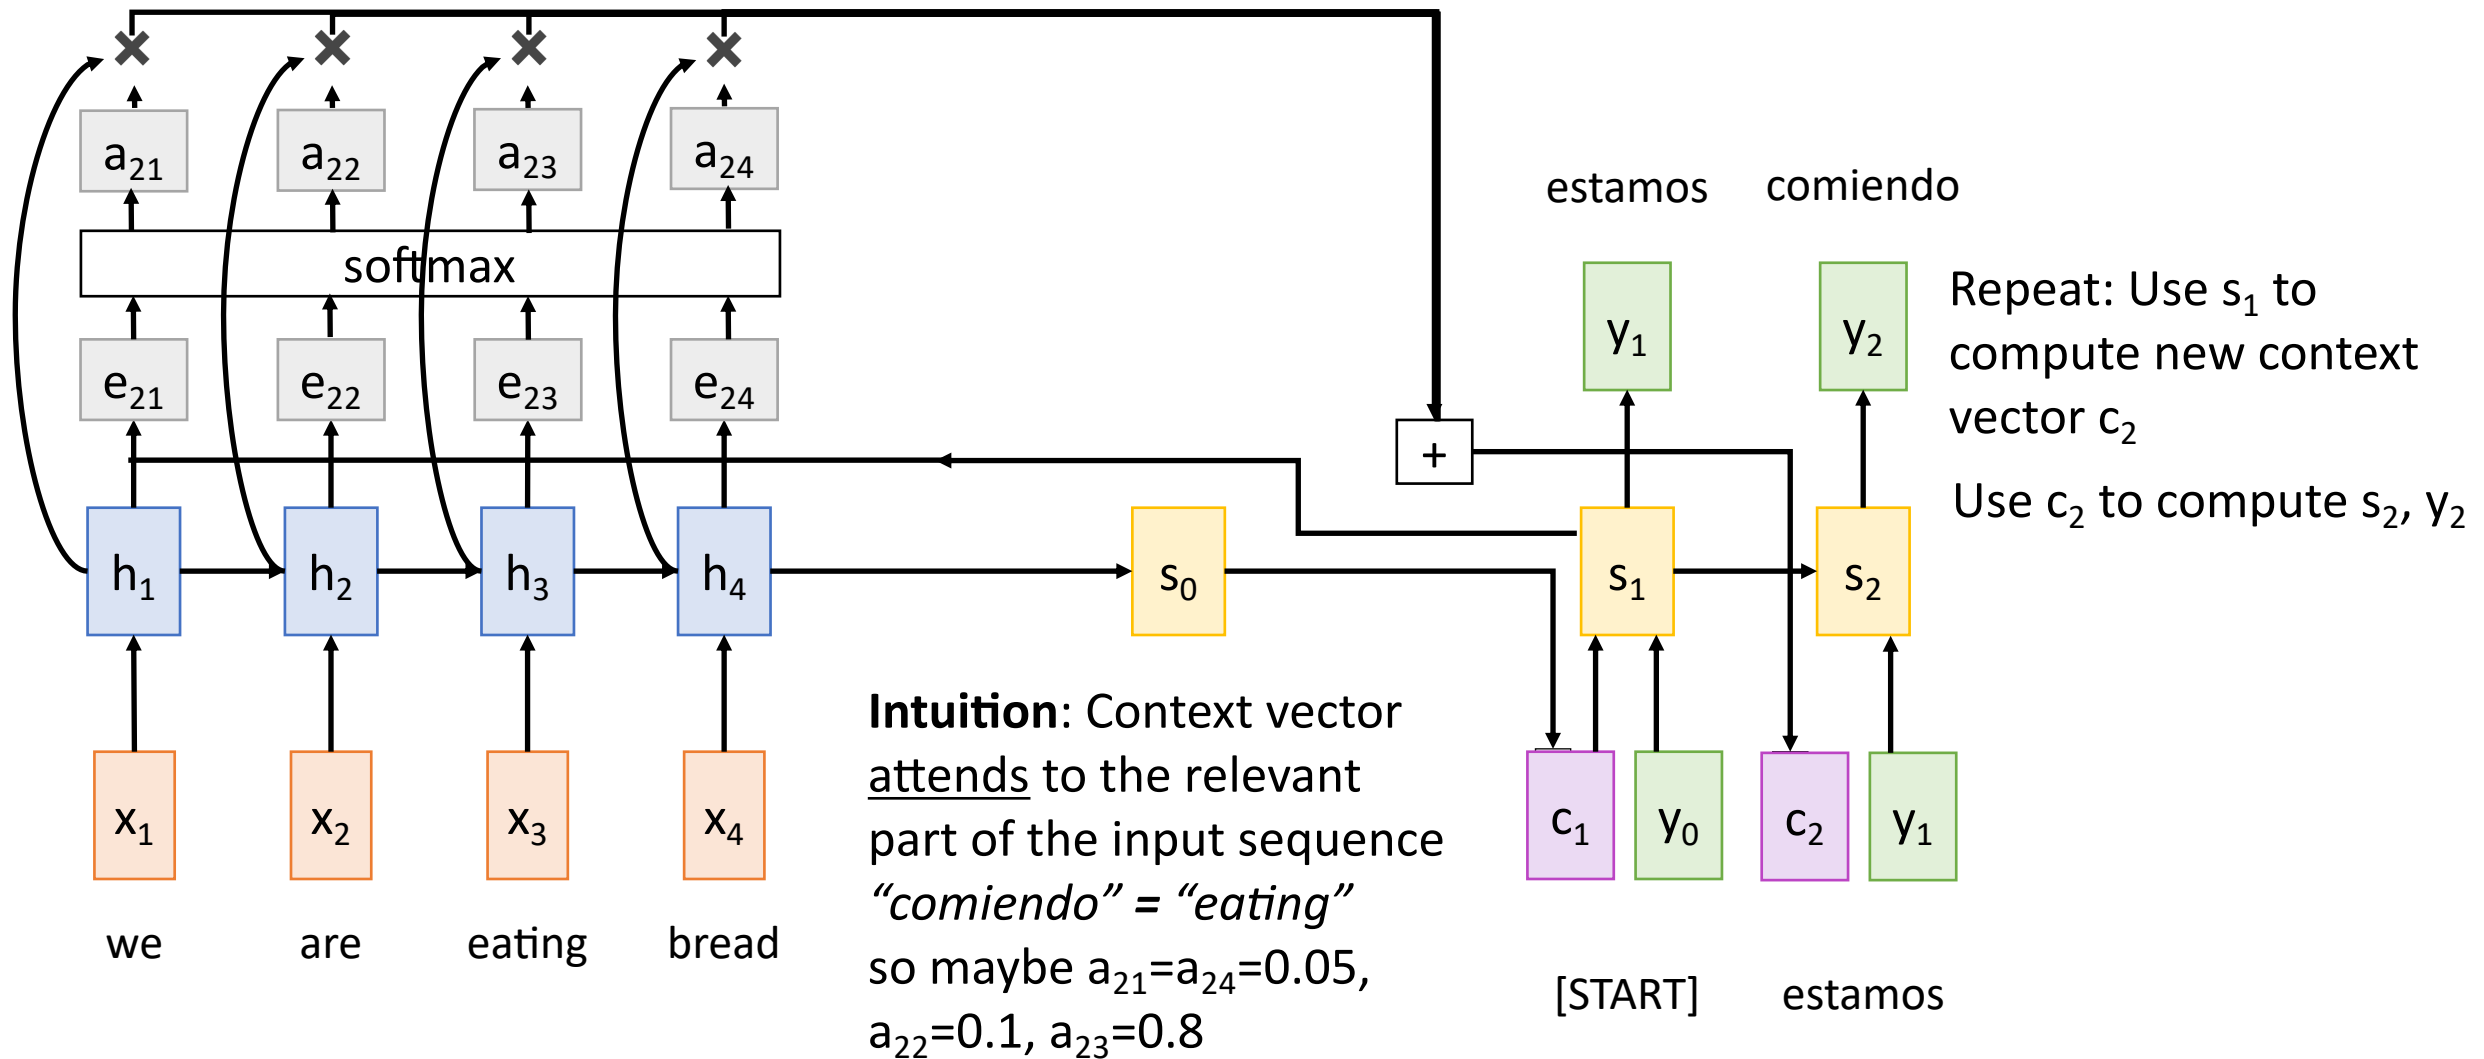 a21 a22 a23 a24
softmax
e21 e22 e23 e24
h1 h2 h3 h4 s0 s1 s2
x1 x2 x3 x4
we are eating bread
estamos comiendo
y1 y2
+
c1 y0 c2 y1
[START] estamos
Repeat: Use s1 to
compute new context
vector c2
Use c2 to compute s2, y2
Intuition: Context vector
attends to the relevant
part of the input sequence
“comiendo” = “eating”
so maybe a21=a24=0.05,
a22=0.1, a23=0.8